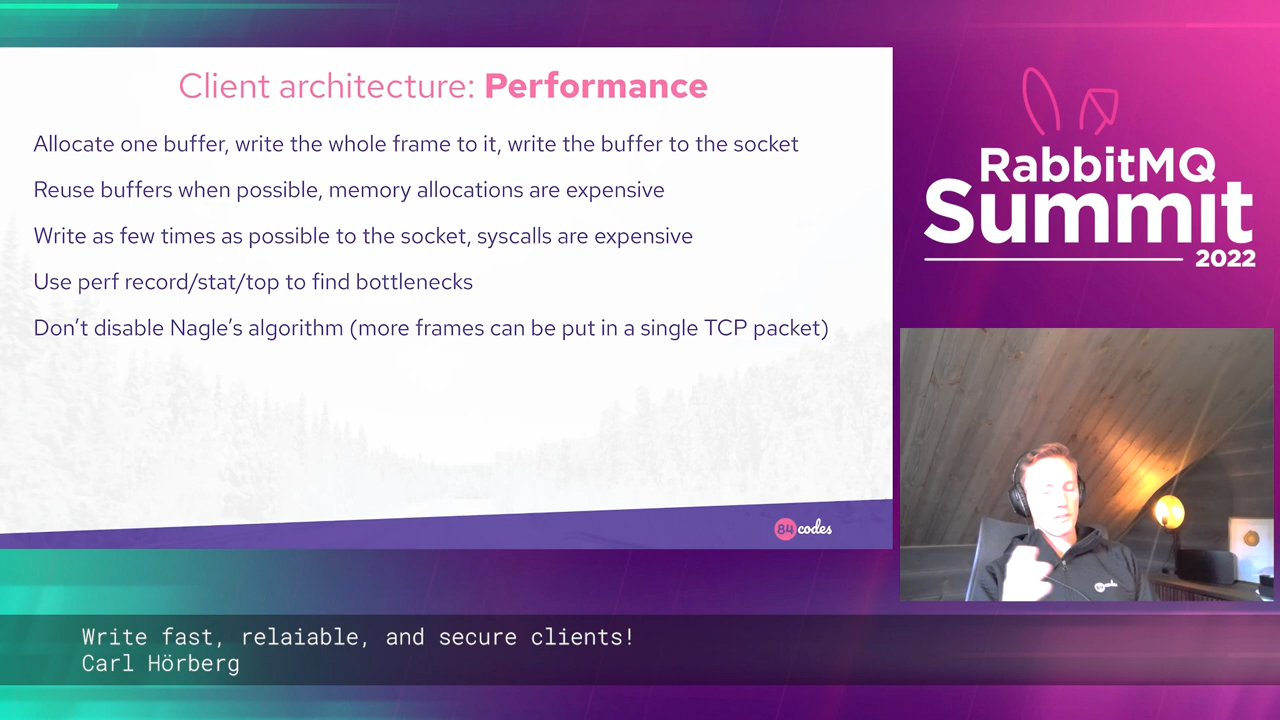 Client architecture: Performance
Allocate one buffer, write the whole frame to it, write the buffer to the socket
Reuse buffers when possible, memory allocations are expensive
Write as few times as possible to the socket, syscalls are expensive
Use perf record/stat/top to find bottlenecks
Don’t disable Nagle’s algorithm (more frames can be put in a single TCP packet)
84codes
RabbitMQ
Summit
2022
Write fast, relaiable, and secure clients!
Carl Hörberg